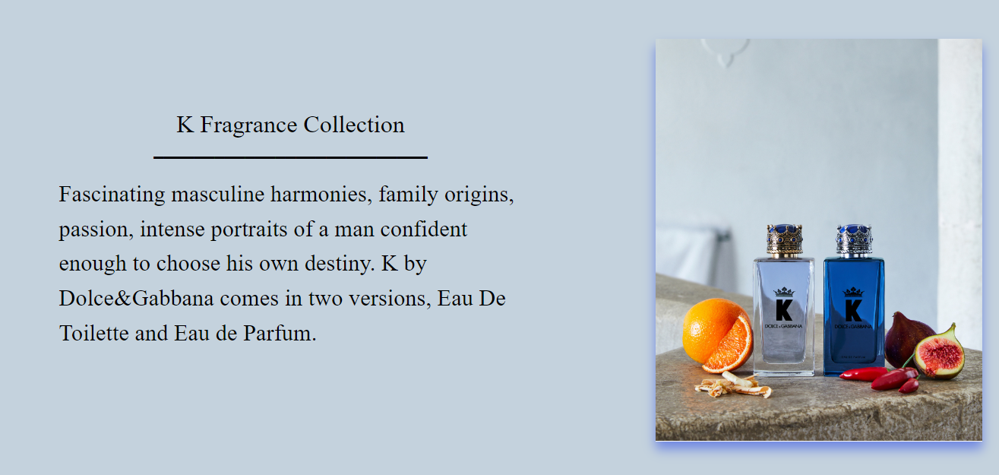 K Fragrance Collection
Fascinating masculine harmonies, family origins,
passion, intense portraits of a man confident
enough to choose his own destiny. K by
Dolce&Gabbana comes in two versions, Eau De
Toilette and Eau de Parfum.
K
DOLCE & GABBANA
K
DOLCE & GABBANA